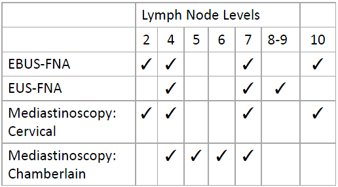 Lymph Node Levels
2 4 5 6 7 8-9 10
EBUS-FNA ✓ ✓ ✓ ✓
EUS-FNA ✓ ✓ ✓
Mediastinoscopy: ✓ ✓ ✓ ✓
Cervical
Mediastinoscopy: ✓ ✓ ✓ ✓
Chamberlain